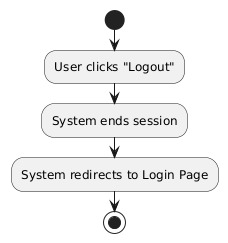 User clicks "Logout"
System ends session
System redirects to Login Page